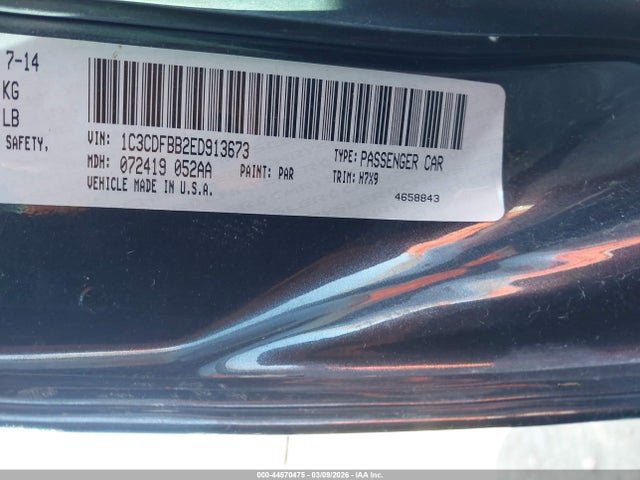 7-14
KG
LB
SAFETY,
VIN: 1C3CDFBB2ED913673
MDH: 072419 052AA PAINT: PAR
VEHICLE MADE IN U.S.A.
TYPE: PASSENGER CAR
TRIM: M7X9
4658843
000-44570475 - 03/09/2026 - IAA Inc.